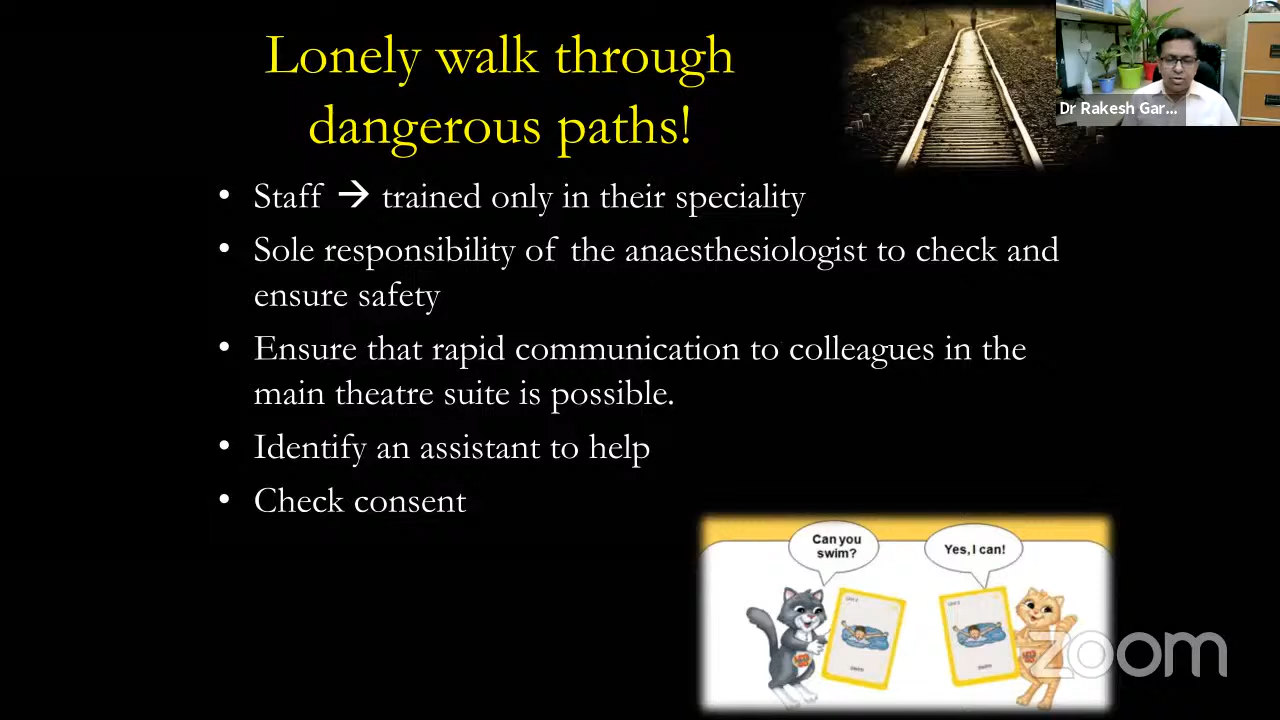 Lonely walk through
dangerous paths!
Dr Rakesh Gar...
• Staff → trained only in their speciality
• Sole responsibility of the anaesthesiologist to check and
ensure safety
• Ensure that rapid communication to colleagues in the
main theatre suite is possible.
• Identify an assistant to help
• Check consent
Can you
swim?
Yes, I can!
swim
swim
zoom